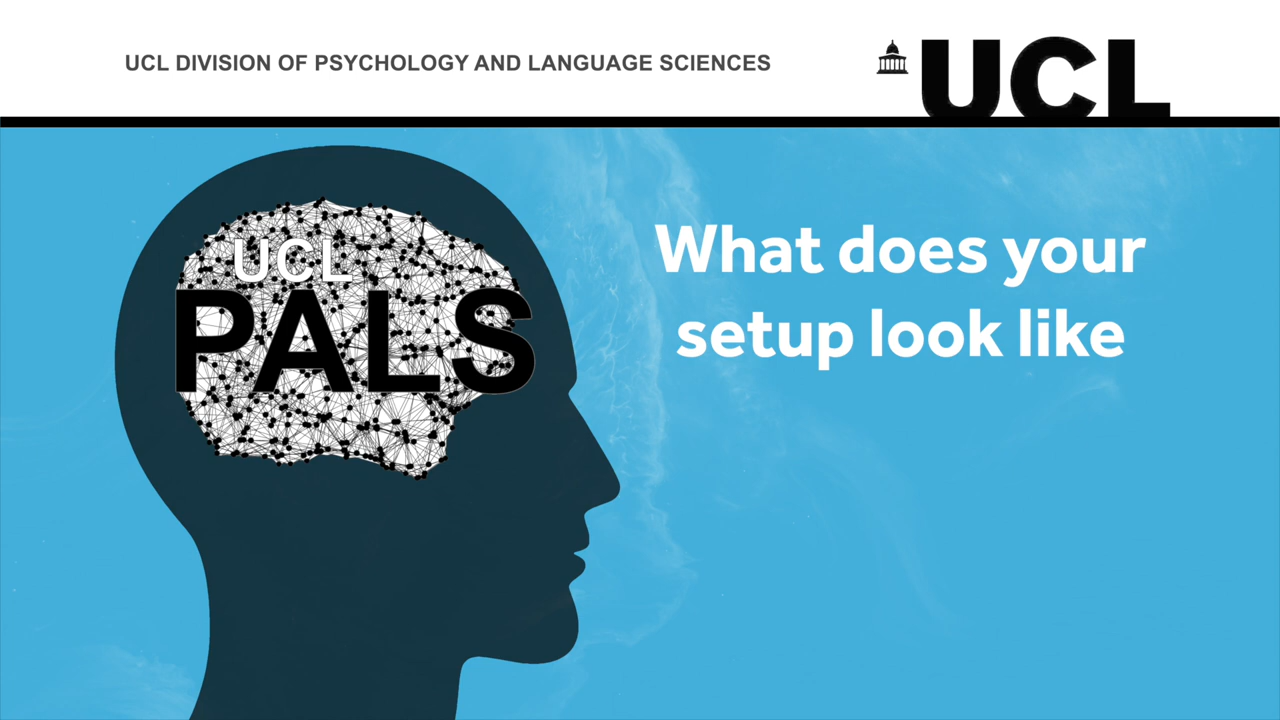 UCL DIVISION OF PSYCHOLOGY AND LANGUAGE SCIENCES
UCL
UCL
PALS
What does your
setup look like